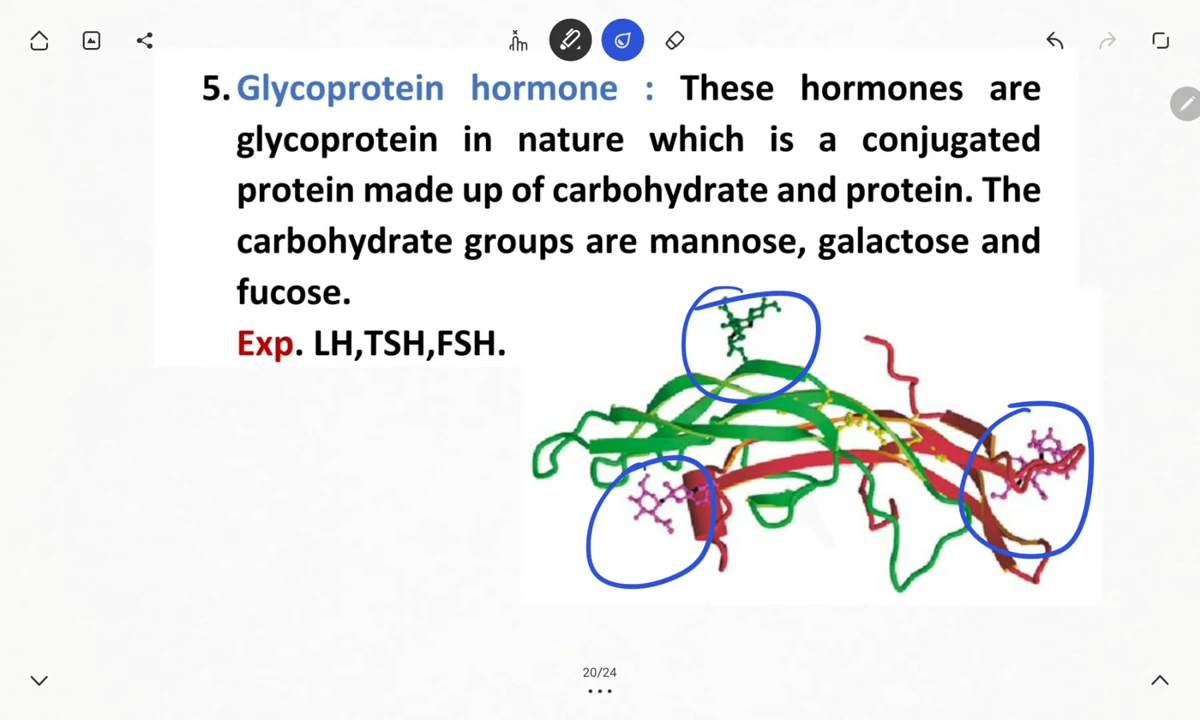 5. Glycoprotein hormone : These hormones are
glycoprotein in nature which is a conjugated
protein made up of carbohydrate and protein. The
carbohydrate groups are mannose, galactose and
fucose.
Exp. LH,TSH,FSH.
20/24